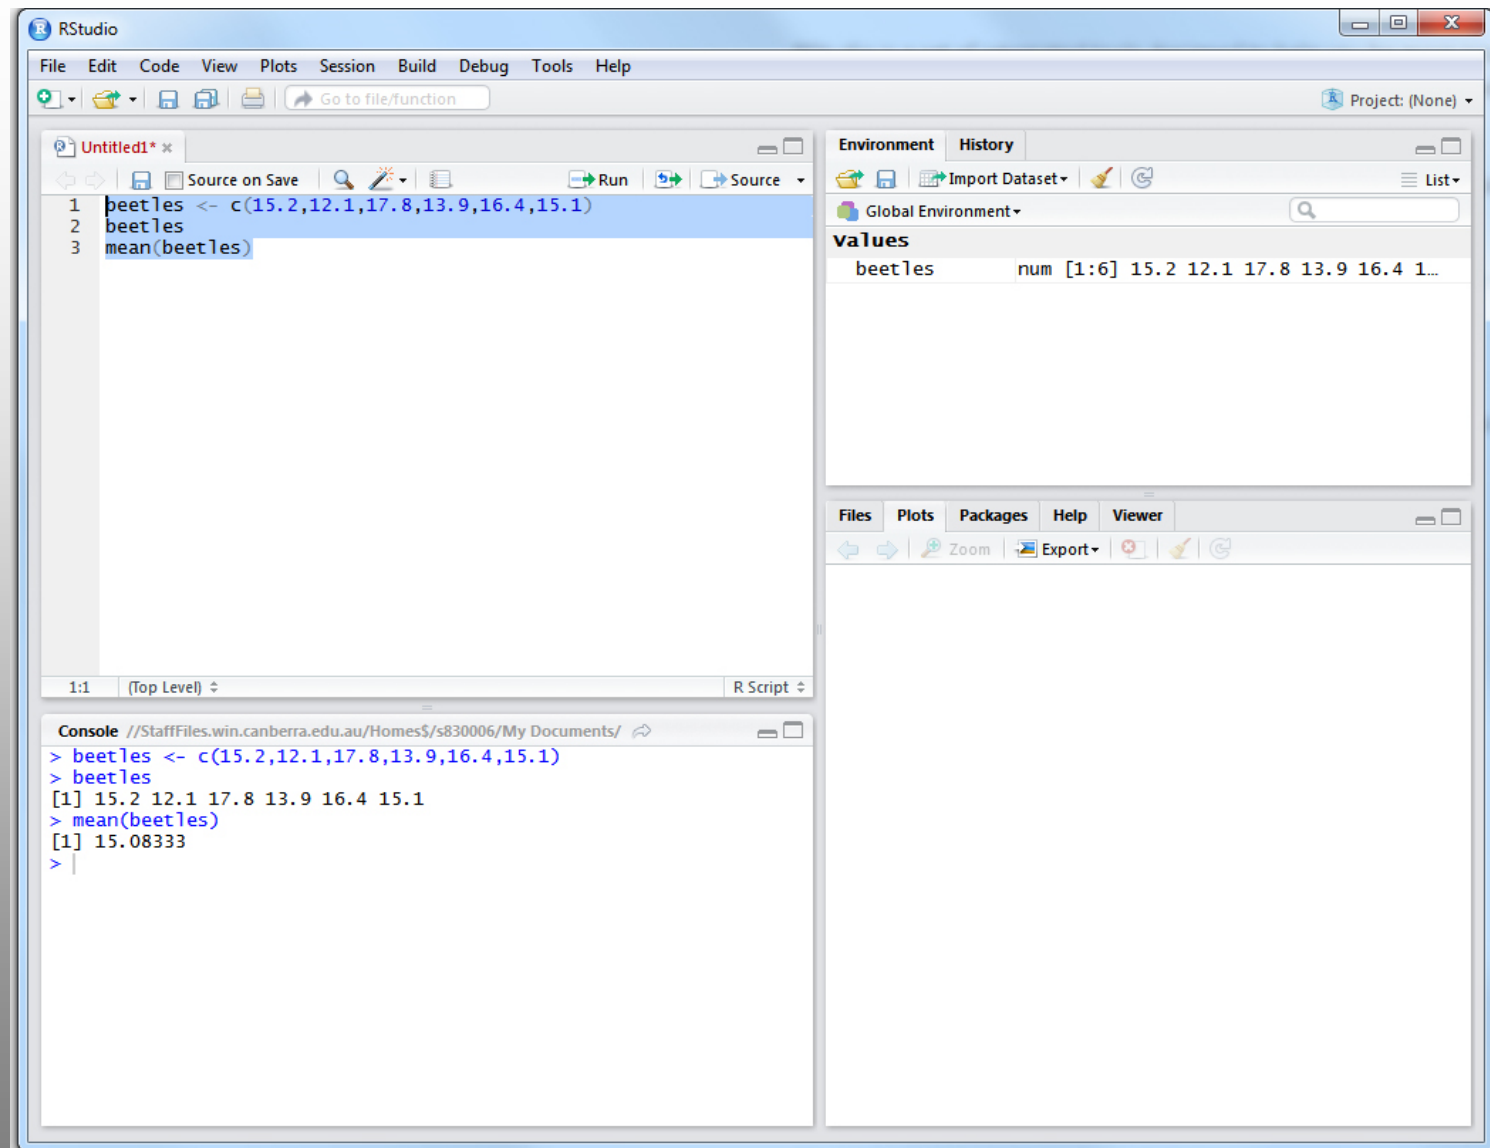 RStudio
File Edit Code View Plots Session Build Debug Tools Help
Go to file/function
Project: (None)
Untitled1*
Source on Save Run Source
1 beetles <- c(15.2,12.1,17.8,13.9,16.4,15.1)
2 beetles
3 mean(beetles)
1:1 (Top Level) R Script
Console //StaffFiles.win.canberra.edu.au/Homes$/s830006/My Documents/
> beetles <- c(15.2,12.1,17.8,13.9,16.4,15.1)
> beetles
[1] 15.2 12.1 17.8 13.9 16.4 15.1
> mean(beetles)
[1] 15.08333
>
Environment History
Import Dataset List
Global Environment
Values
beetles num [1:6] 15.2 12.1 17.8 13.9 16.4 1…
Files Plots Packages Help Viewer
Zoom Export